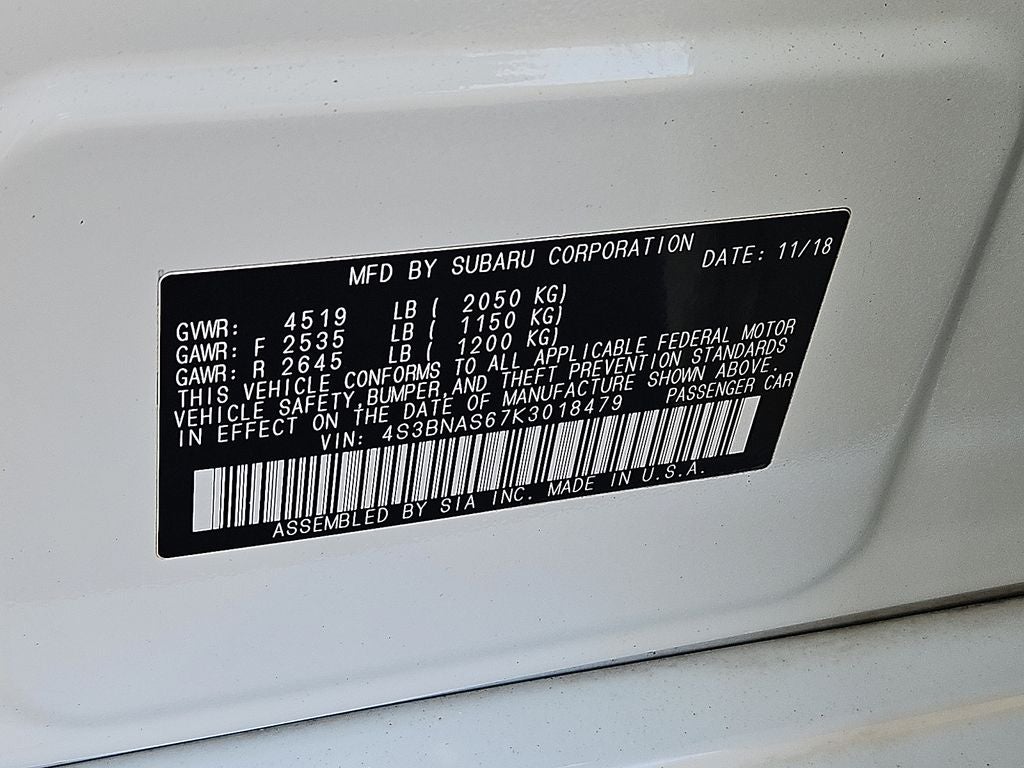 MFD BY SUBARU CORPORATION DATE: 11/18
GVWR: 4519 LB ( 2050 KG)
GAWR: F 2535 LB ( 1150 KG)
GAWR: R 2645 LB ( 1200 KG)
THIS VEHICLE CONFORMS TO ALL APPLICABLE FEDERAL MOTOR
VEHICLE SAFETY,BUMPER,AND THEFT PREVENTION STANDARDS
IN EFFECT ON THE DATE OF MANUFACTURE SHOWN ABOVE.
VIN: 4S3BNAS67K3018479 PASSENGER CAR
ASSEMBLED BY SIA INC. MADE IN U.S.A.